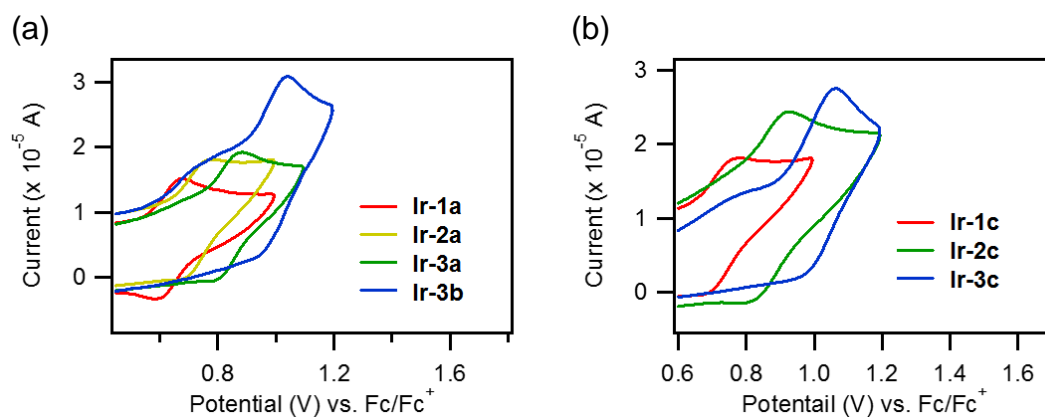 (a)
Current (x 10⁻⁵ A)
3
2
1
0
0.8
1.2
1.6
Potential (V) vs. Fc/Fc⁺
Ir-1a
Ir-2a
Ir-3a
Ir-3b
(b)
Current (x 10⁻⁵ A)
3
2
1
0
0.6
0.8
1.0
1.2
1.4
1.6
Potentail (V) vs. Fc/Fc⁺
Ir-1c
Ir-2c
Ir-3c